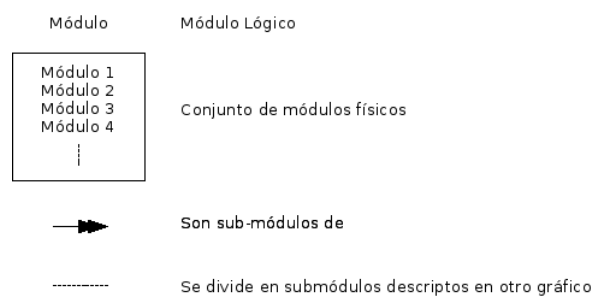 Módulo Módulo Lógico
Módulo 1
Módulo 2
Módulo 3
Módulo 4
Conjunto de módulos físicos
Son sub-módulos de
Se divide en submódulos descriptos en otro gráfico